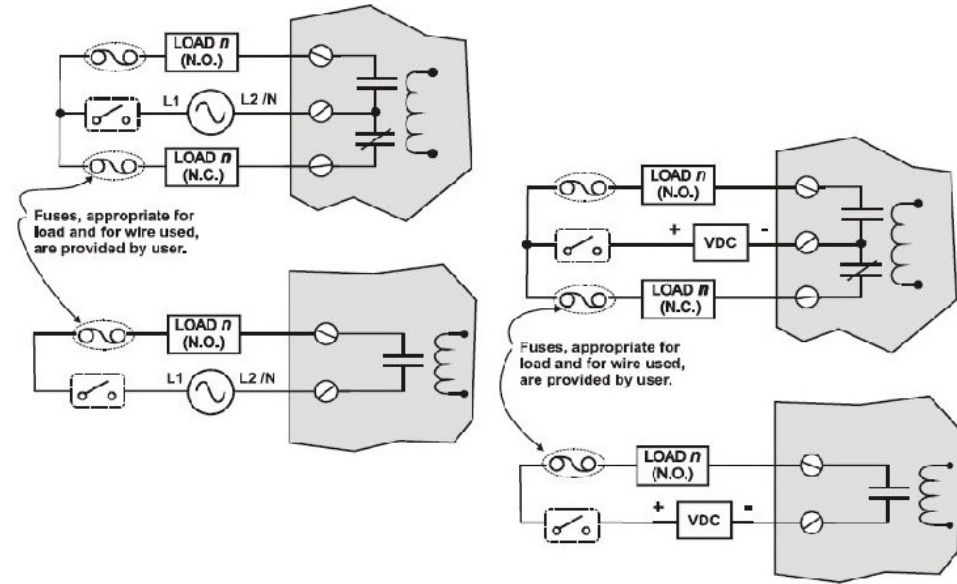 LOAD n
(N.O.)
L1
L2 /N
LOAD n
(N.C.)
Fuses, appropriate for
load and for wire used,
are provided by user.
LOAD n
(N.O.)
L1
L2 /N
LOAD n
(N.O.)
+
VDC
-
LOAD n
(N.C.)
Fuses, appropriate for
load and for wire used,
are provided by user.
LOAD n
(N.O.)
+
VDC
-